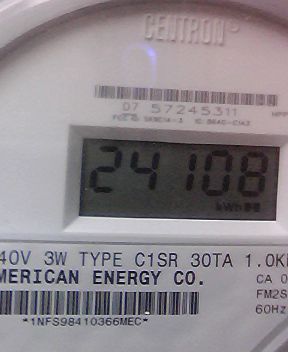 CENTRON®
07 57245311
24108
kWh
40V 3W TYPE C1SR 30TA 1.0K
MERICAN ENERGY CO.
CA 0
FM2S
60Hz
*1NFS98410366MEC*